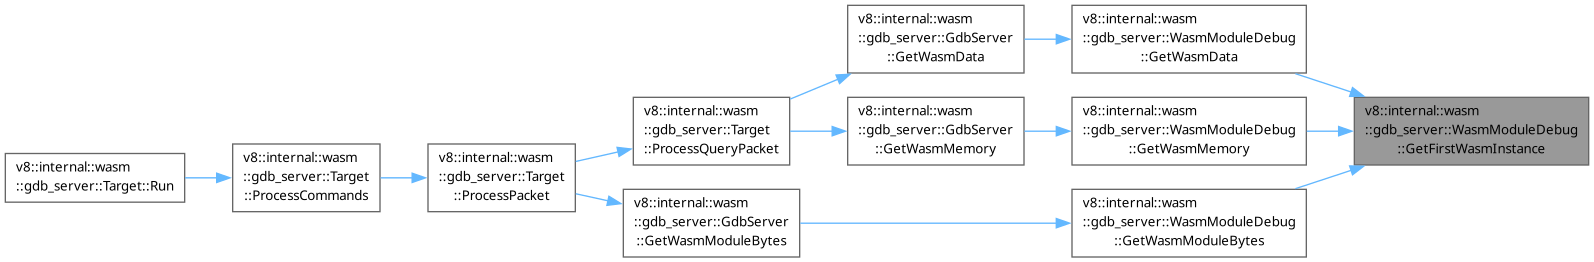 v8::internal::wasm
::gdb_server::Target::Run
v8::internal::wasm
::gdb_server::Target
::ProcessCommands
v8::internal::wasm
::gdb_server::Target
::ProcessPacket
v8::internal::wasm
::gdb_server::Target
::ProcessQueryPacket
v8::internal::wasm
::gdb_server::GdbServer
::GetWasmModuleBytes
v8::internal::wasm
::gdb_server::GdbServer
::GetWasmData
v8::internal::wasm
::gdb_server::GdbServer
::GetWasmMemory
v8::internal::wasm
::gdb_server::WasmModuleDebug
::GetWasmData
v8::internal::wasm
::gdb_server::WasmModuleDebug
::GetWasmMemory
v8::internal::wasm
::gdb_server::WasmModuleDebug
::GetWasmModuleBytes
v8::internal::wasm
::gdb_server::WasmModuleDebug
::GetFirstWasmInstance